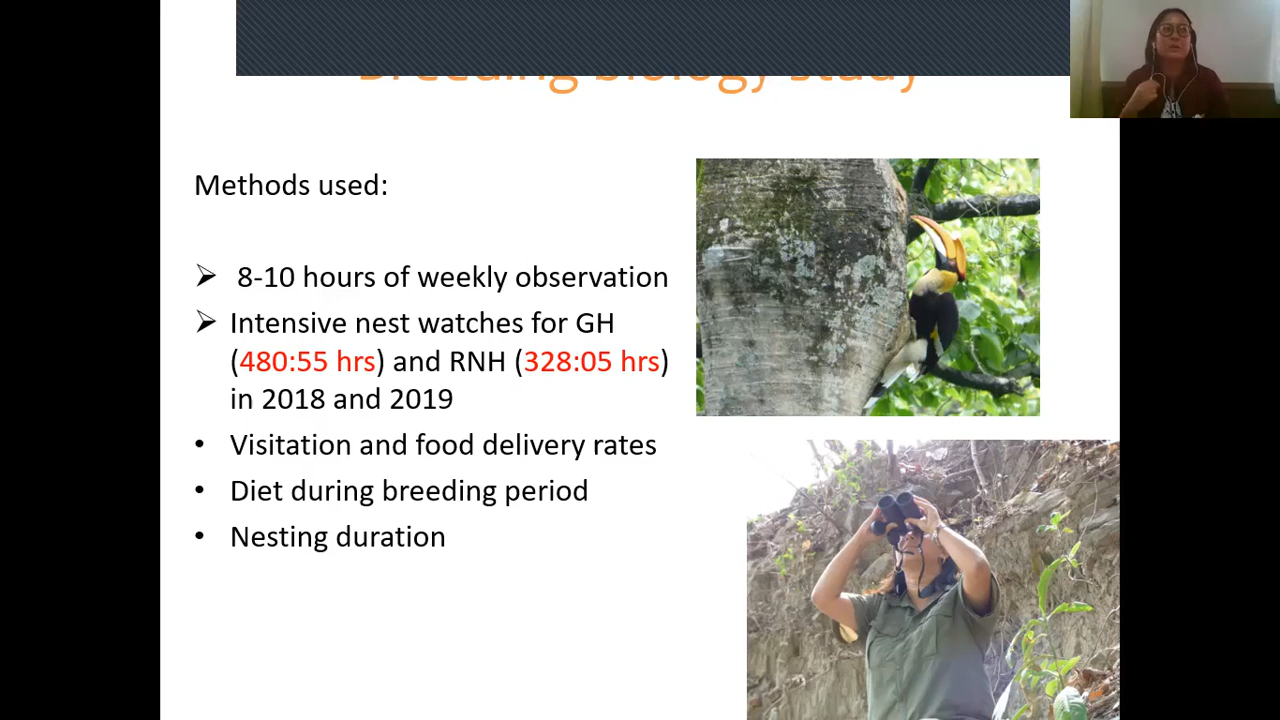 Breeding biology study
Methods used:
8-10 hours of weekly observation
Intensive nest watches for GH
(480:55 hrs) and RNH (328:05 hrs)
in 2018 and 2019
Visitation and food delivery rates
Diet during breeding period
Nesting duration